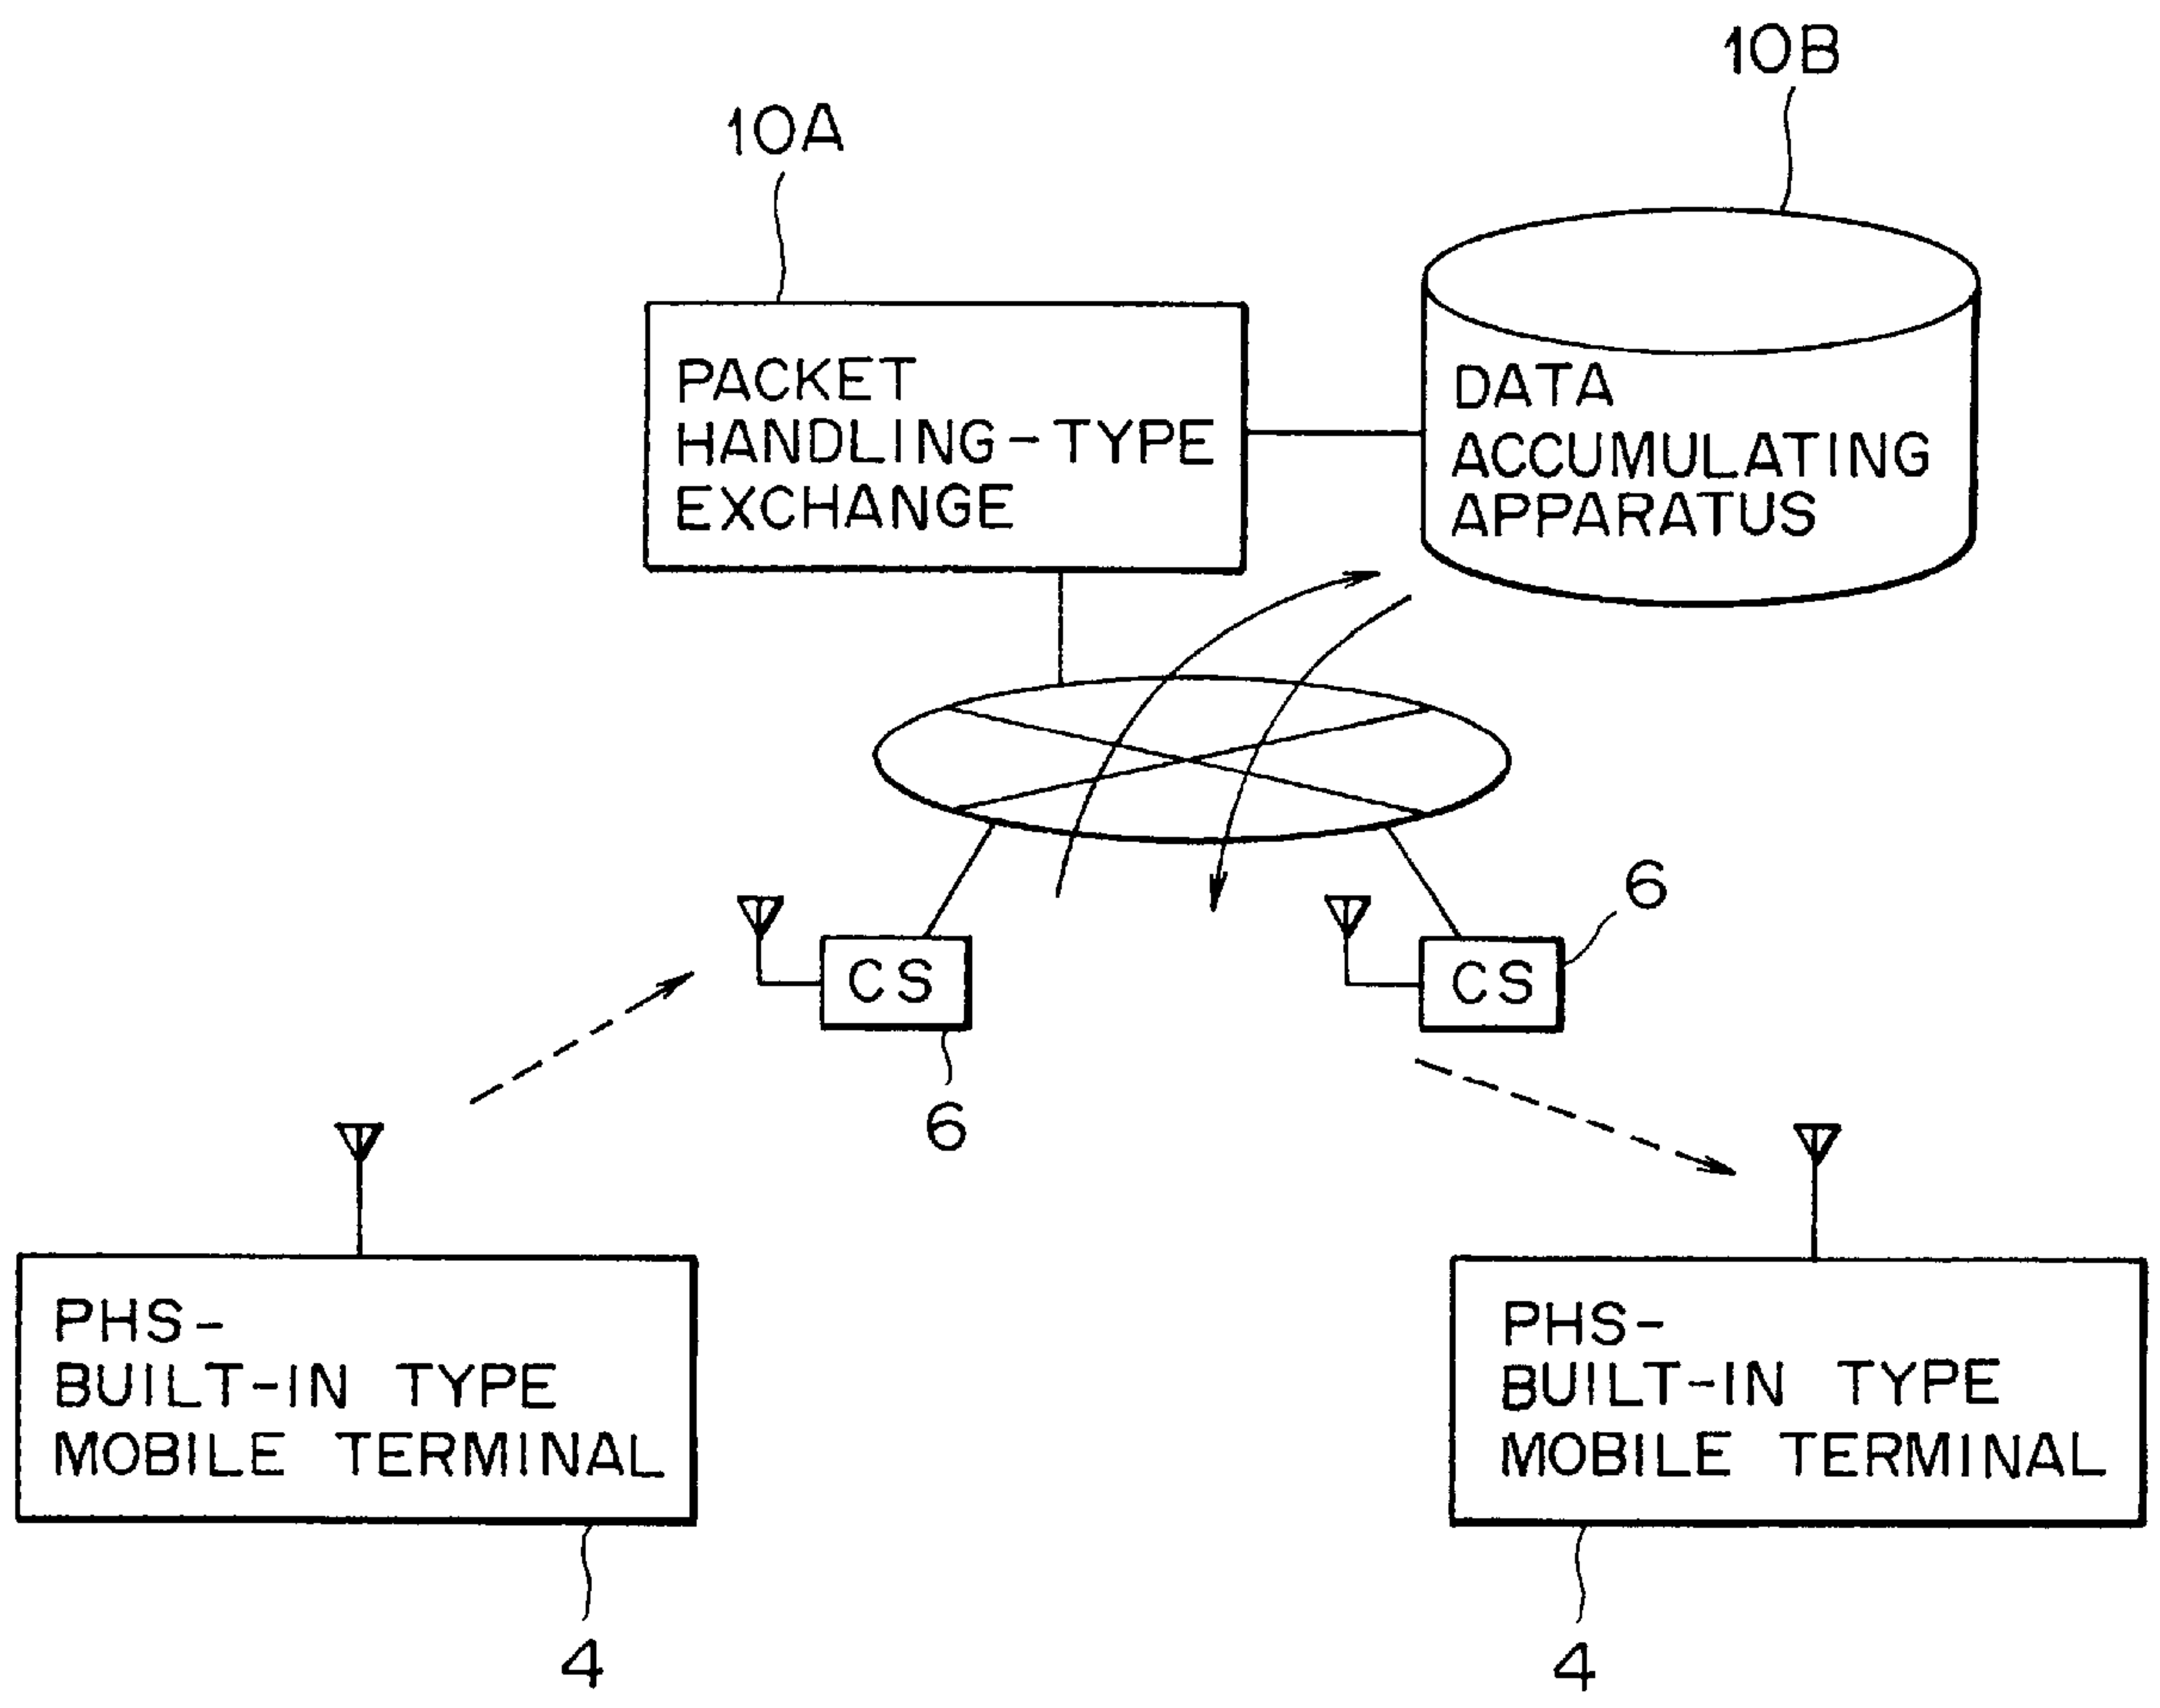 10B
10A
PACKET
HANDLING-TYPE
EXCHANGE
DATA
ACCUMULATING
APPARATUS
6
CS
CS
6
PHS-
BUILT-IN TYPE
MOBILE TERMINAL
PHS-
BUILT-IN TYPE
MOBILE TERMINAL
4
4